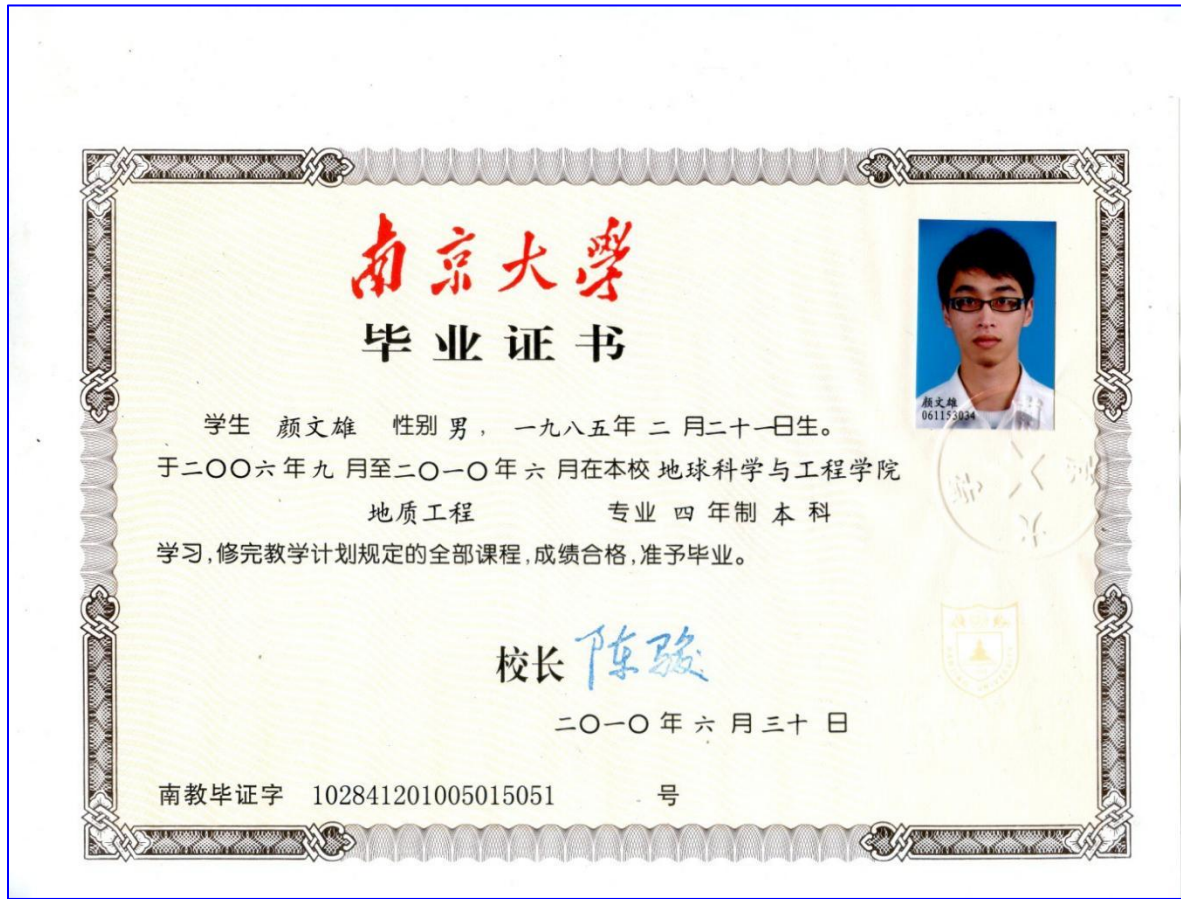 南京大學
毕业证书
学生 颜文雄 性别 男， 一九八五年 二 月二十一日生。
于二〇〇六年九 月至二〇一〇年 六 月在本校 地球科学与工程学院
地质工程 专业 四 年制 本 科
学习，修完教学计划规定的全部课程，成绩合格，准予毕业。
颜文雄
061153034
校长 陈骏
二〇一〇 年 六 月 三十 日
南教毕证字 102841201005015051 号